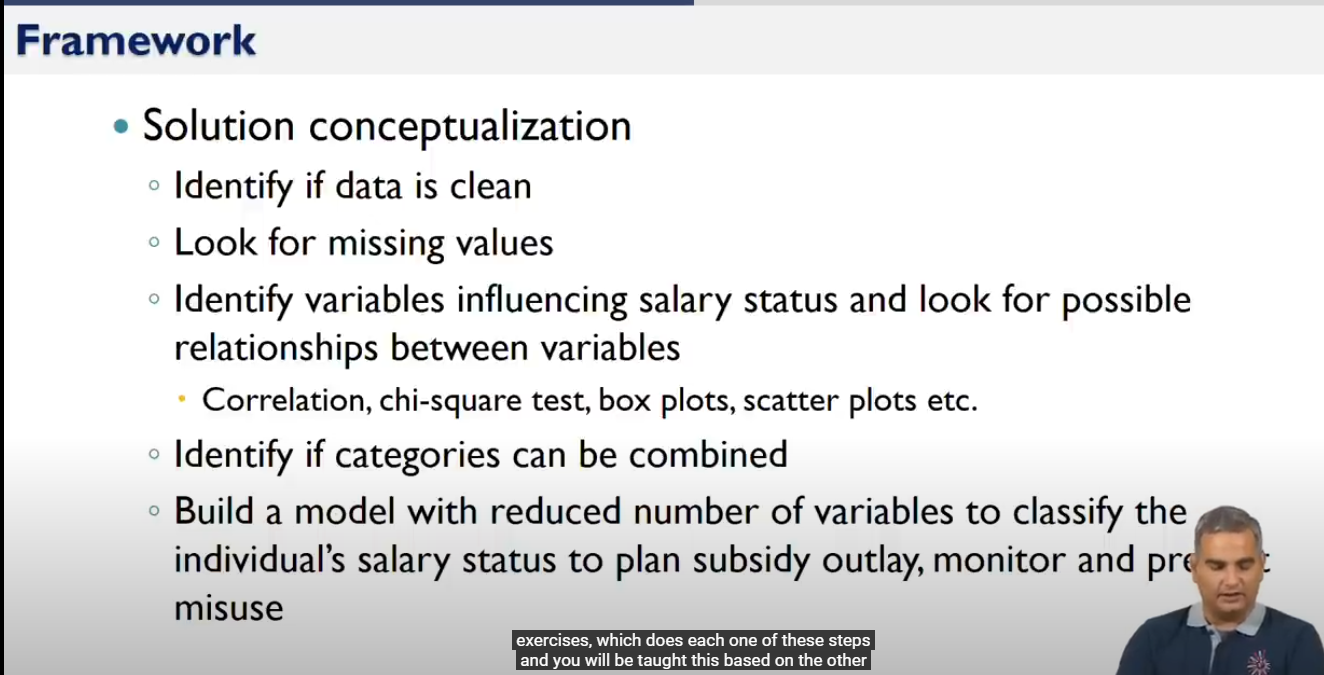 Framework
Solution conceptualization
Identify if data is clean
Look for missing values
Identify variables influencing salary status and look for possible
relationships between variables
Correlation, chi-square test, box plots, scatter plots etc.
Identify if categories can be combined
Build a model with reduced number of variables to classify the
individual's salary status to plan subsidy outlay, monitor and
misuse
exercises, which does each one of these steps
and you will be taught this based on the other